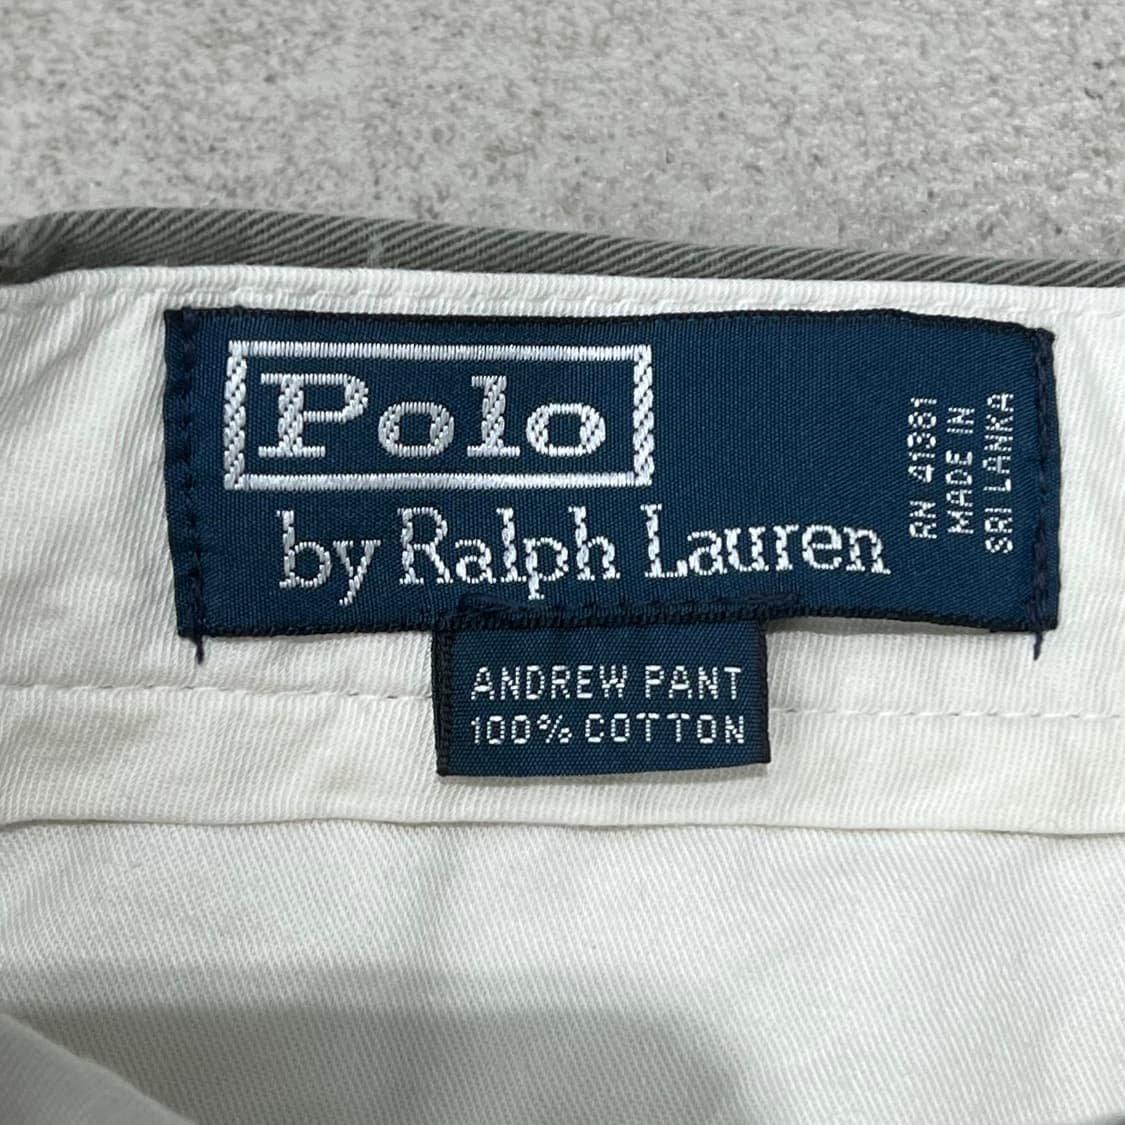 Polo
by Ralph Lauren
RN 41381
MADE IN
SRI LANKA
ANDREW PANT
100% COTTON